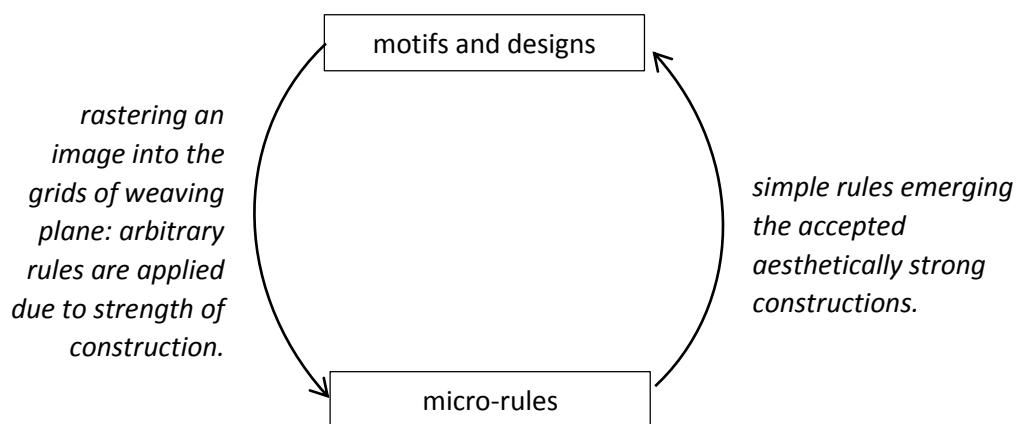 motifs and designs
rastering an
image into the
grids of weaving
plane: arbitrary
rules are applied
due to strength of
construction.
simple rules emerging
the accepted
aesthetically strong
constructions.
micro-rules